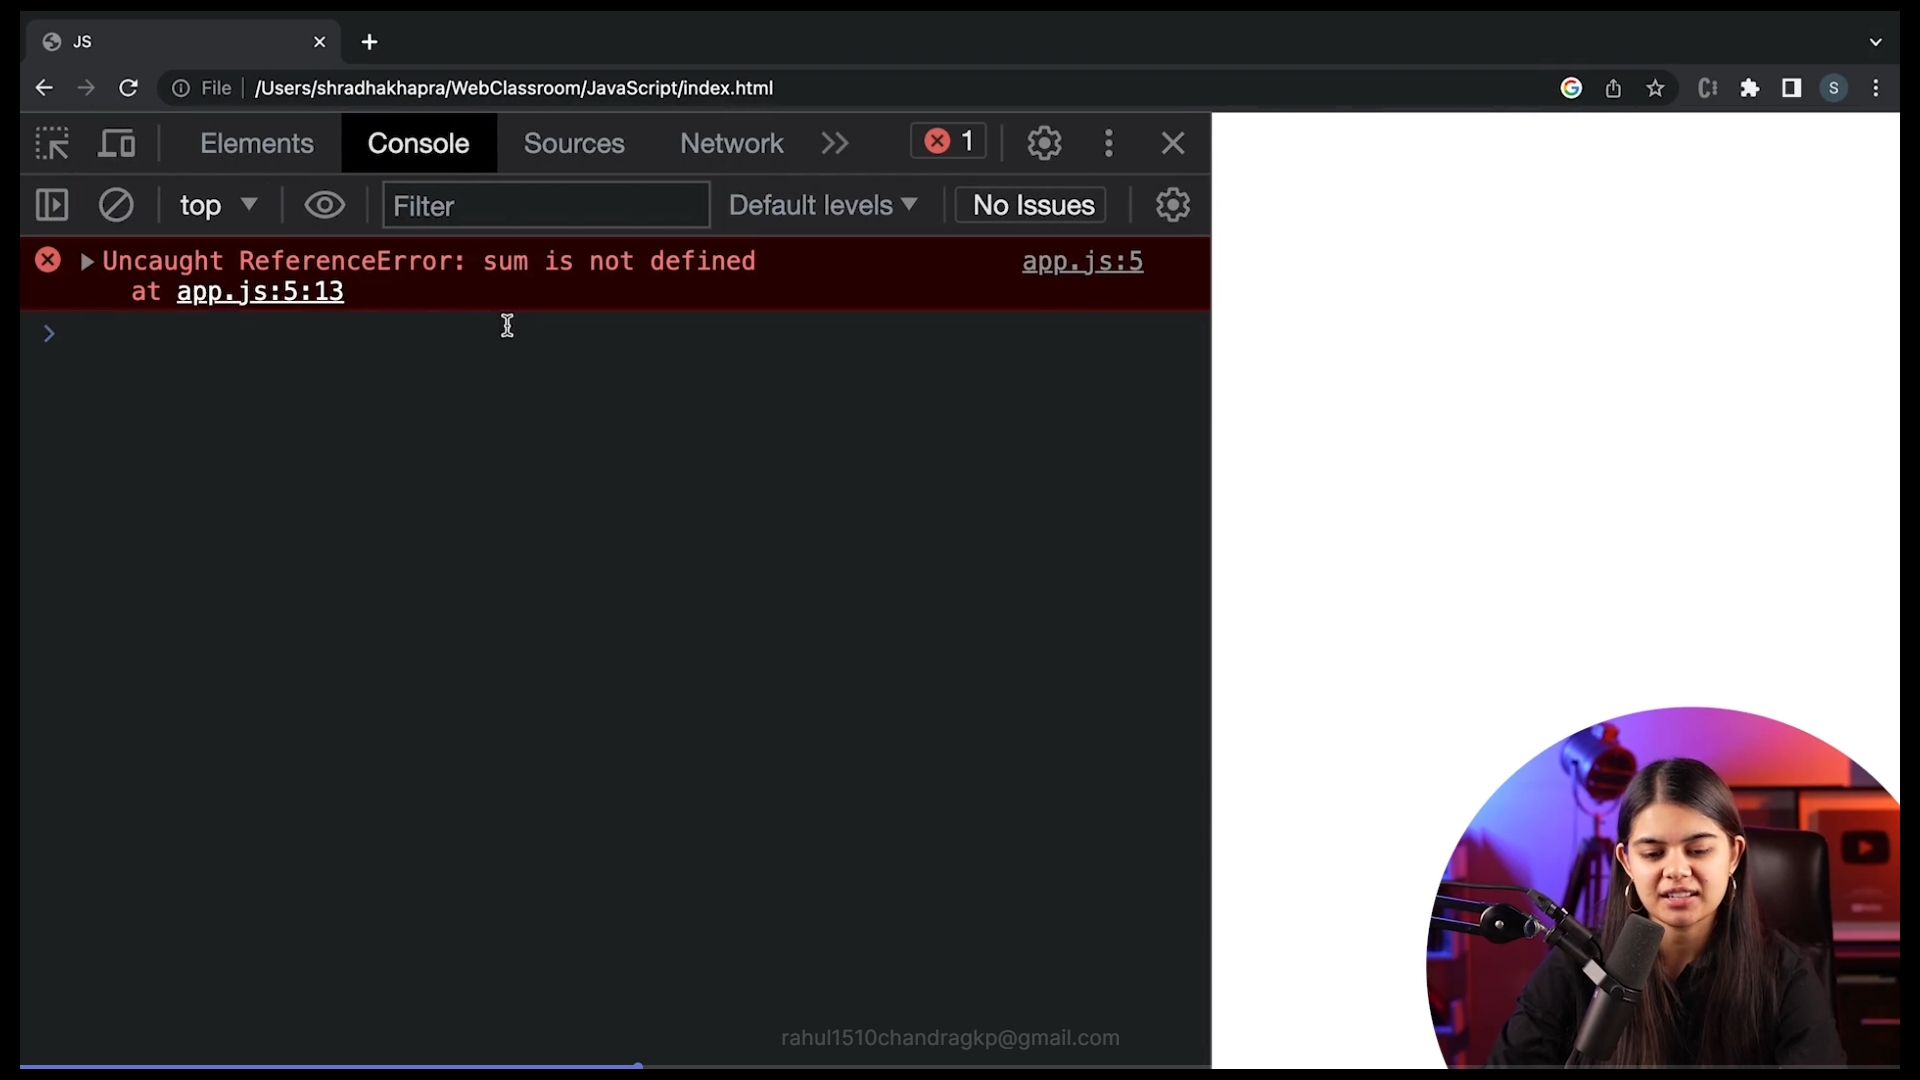 JS
File /Users/shradhakhapra/WebClassroom/JavaScript/index.html
S
Elements Console Sources Network 1
top Filter Default levels No Issues
Uncaught ReferenceError: sum is not defined app.js:5
at app.js:5:13
rahul1510chandragkp@gmail.com